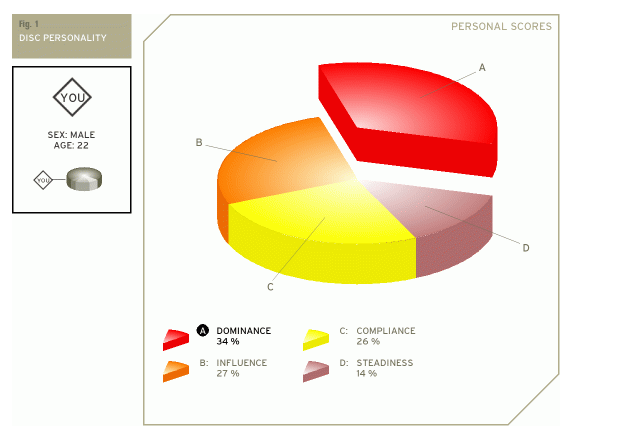 Fig. 1
DISC PERSONALITY
YOU
SEX: MALE
AGE: 22
YOU
PERSONAL SCORES
A
B
C
D
A DOMINANCE
34 %
B: INFLUENCE
27 %
C: COMPLIANCE
26 %
D: STEADINESS
14 %